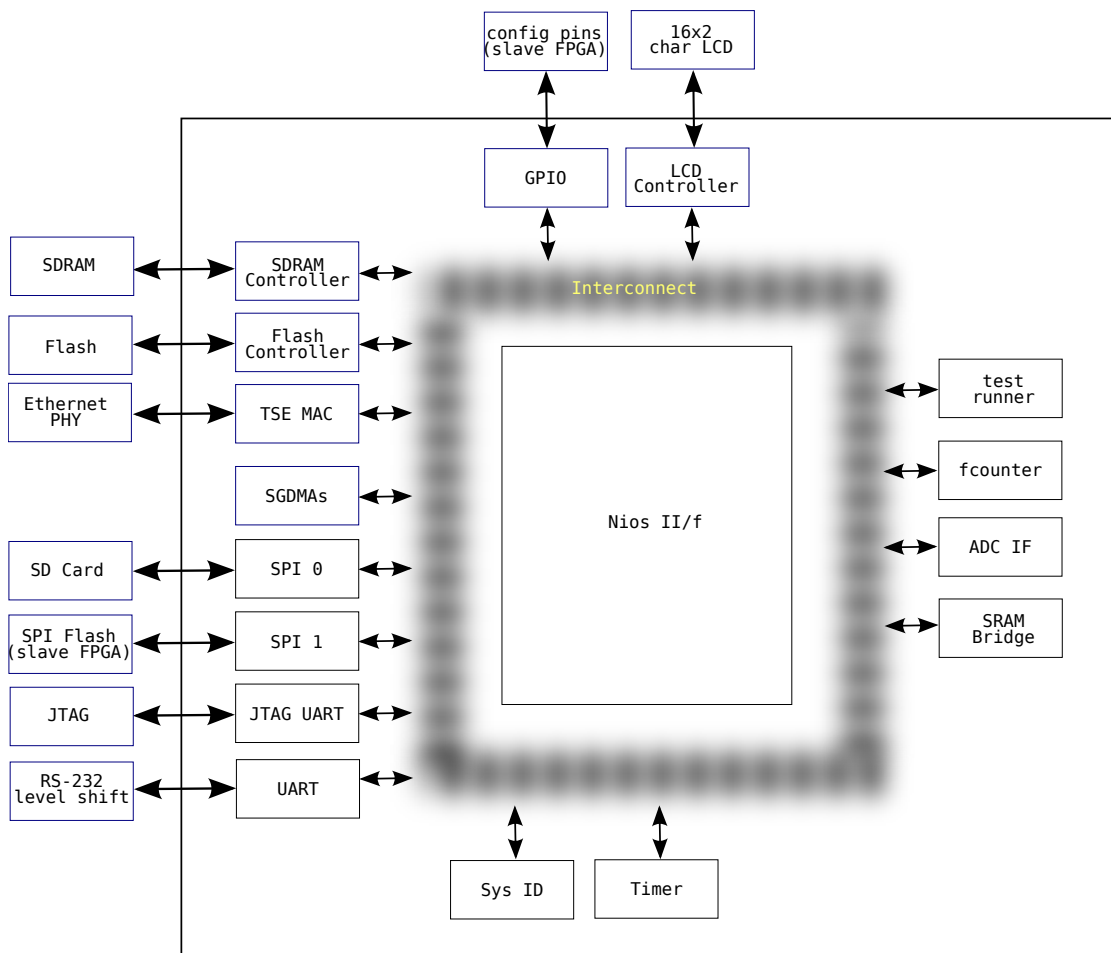 config pins
(slave FPGA)
16x2
char LCD
GPIO
LCD
Controller
SDRAM
SDRAM
Controller
Interconnect
Flash
Flash
Controller
Ethernet
PHY
TSE MAC
test
runner
SGDMAs
fcounter
Nios II/f
ADC IF
SD Card
SPI 0
SRAM
Bridge
SPI Flash
(slave FPGA)
SPI 1
JTAG
JTAG UART
RS-232
level shift
UART
Sys ID
Timer